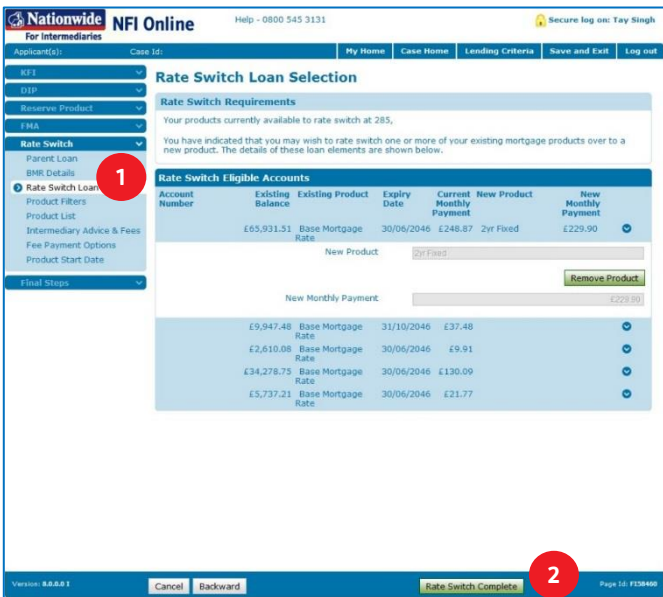 Nationwide
For Intermediaries
NFI Online
Help - 0800 545 3131
Secure log on: Tay Singh
Applicant(s):
Case Id:
My Home
Case Home
Lending Criteria
Save and Exit
Log out
KFI
DIP
Reserve Product
FMA
Rate Switch
Parent Loan
BMR Details
Rate Switch Loan
Product Filters
Product List
Intermediary Advice & Fees
Fee Payment Options
Product Start Date
Final Steps
1
Rate Switch Loan Selection
Rate Switch Requirements
Your products currently available to rate switch at 285,
You have indicated that you may wish to rate switch one or more of your existing mortgage products over to a
new product. The details of these loan elements are shown below.
Rate Switch Eligible Accounts
Account Number Existing Balance Existing Product Expiry Date Current Monthly Payment New Product New Monthly Payment
£65,931.51 Base Mortgage Rate 30/06/2046 £248.87 2yr Fixed £229.90
New Product 2yr Fixed
Remove Product
New Monthly Payment £229.90
£9,947.48 Base Mortgage Rate 31/10/2046 £37.48
£2,610.08 Base Mortgage Rate 30/06/2046 £9.91
£34,278.75 Base Mortgage Rate 30/06/2046 £130.09
£5,737.21 Base Mortgage Rate 30/06/2046 £21.77
Version: 8.0.0.0 I
Cancel
Backward
Rate Switch Complete
2
Page Id: FI58460